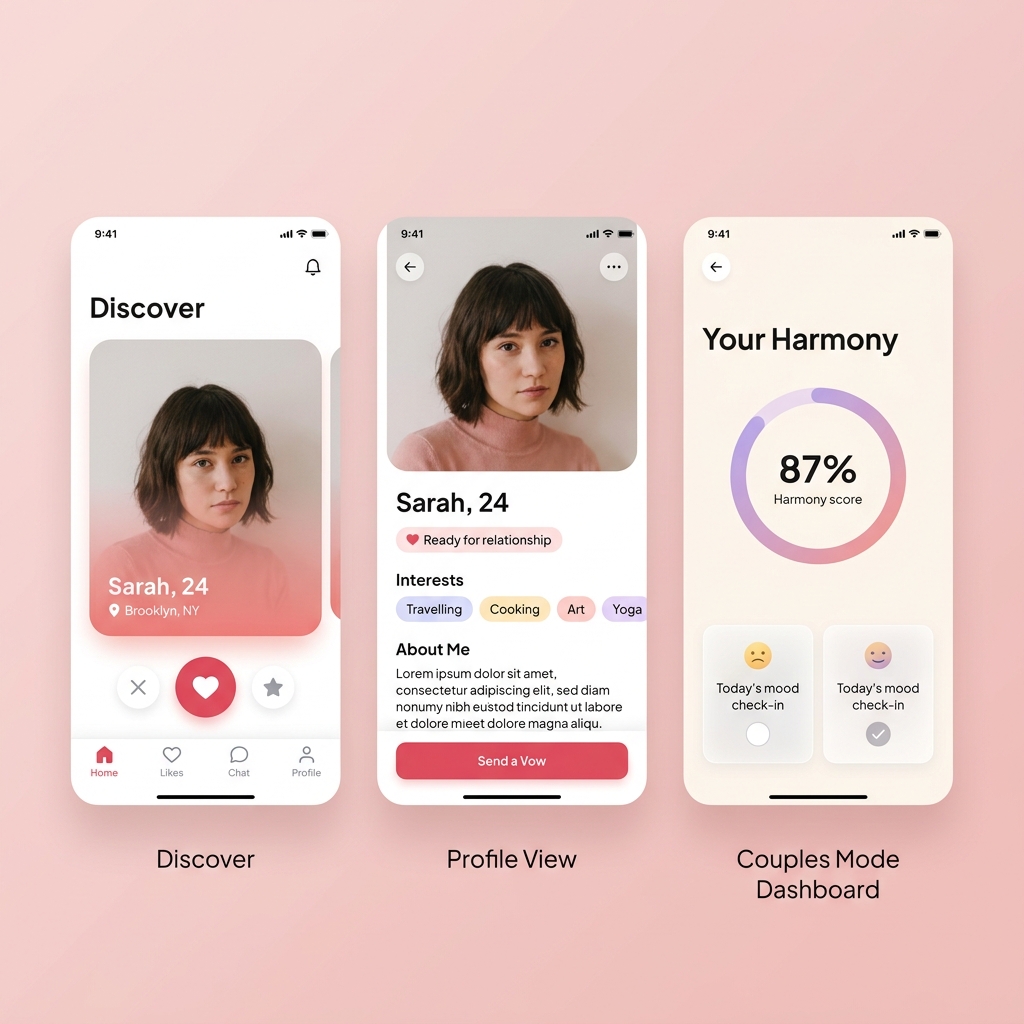 9:41
Discover
Sarah, 24
Brooklyn, NY
Home
Likes
Chat
Profile
Discover
9:41
Sarah, 24
Ready for relationship
Interests
Travelling
Cooking
Art
Yoga
About Me
Lorem ipsum dolor sit amet,
consectetur adipiscing elit, sed diam
nonumy nibh eustod tincidunt ut labore
et dolore mieet dolore magna aliqu.
Send a Vow
Profile View
9:41
Your Harmony
87%
Harmony score
Today's mood
check-in
Today's mood
check-in
Couples Mode
Dashboard